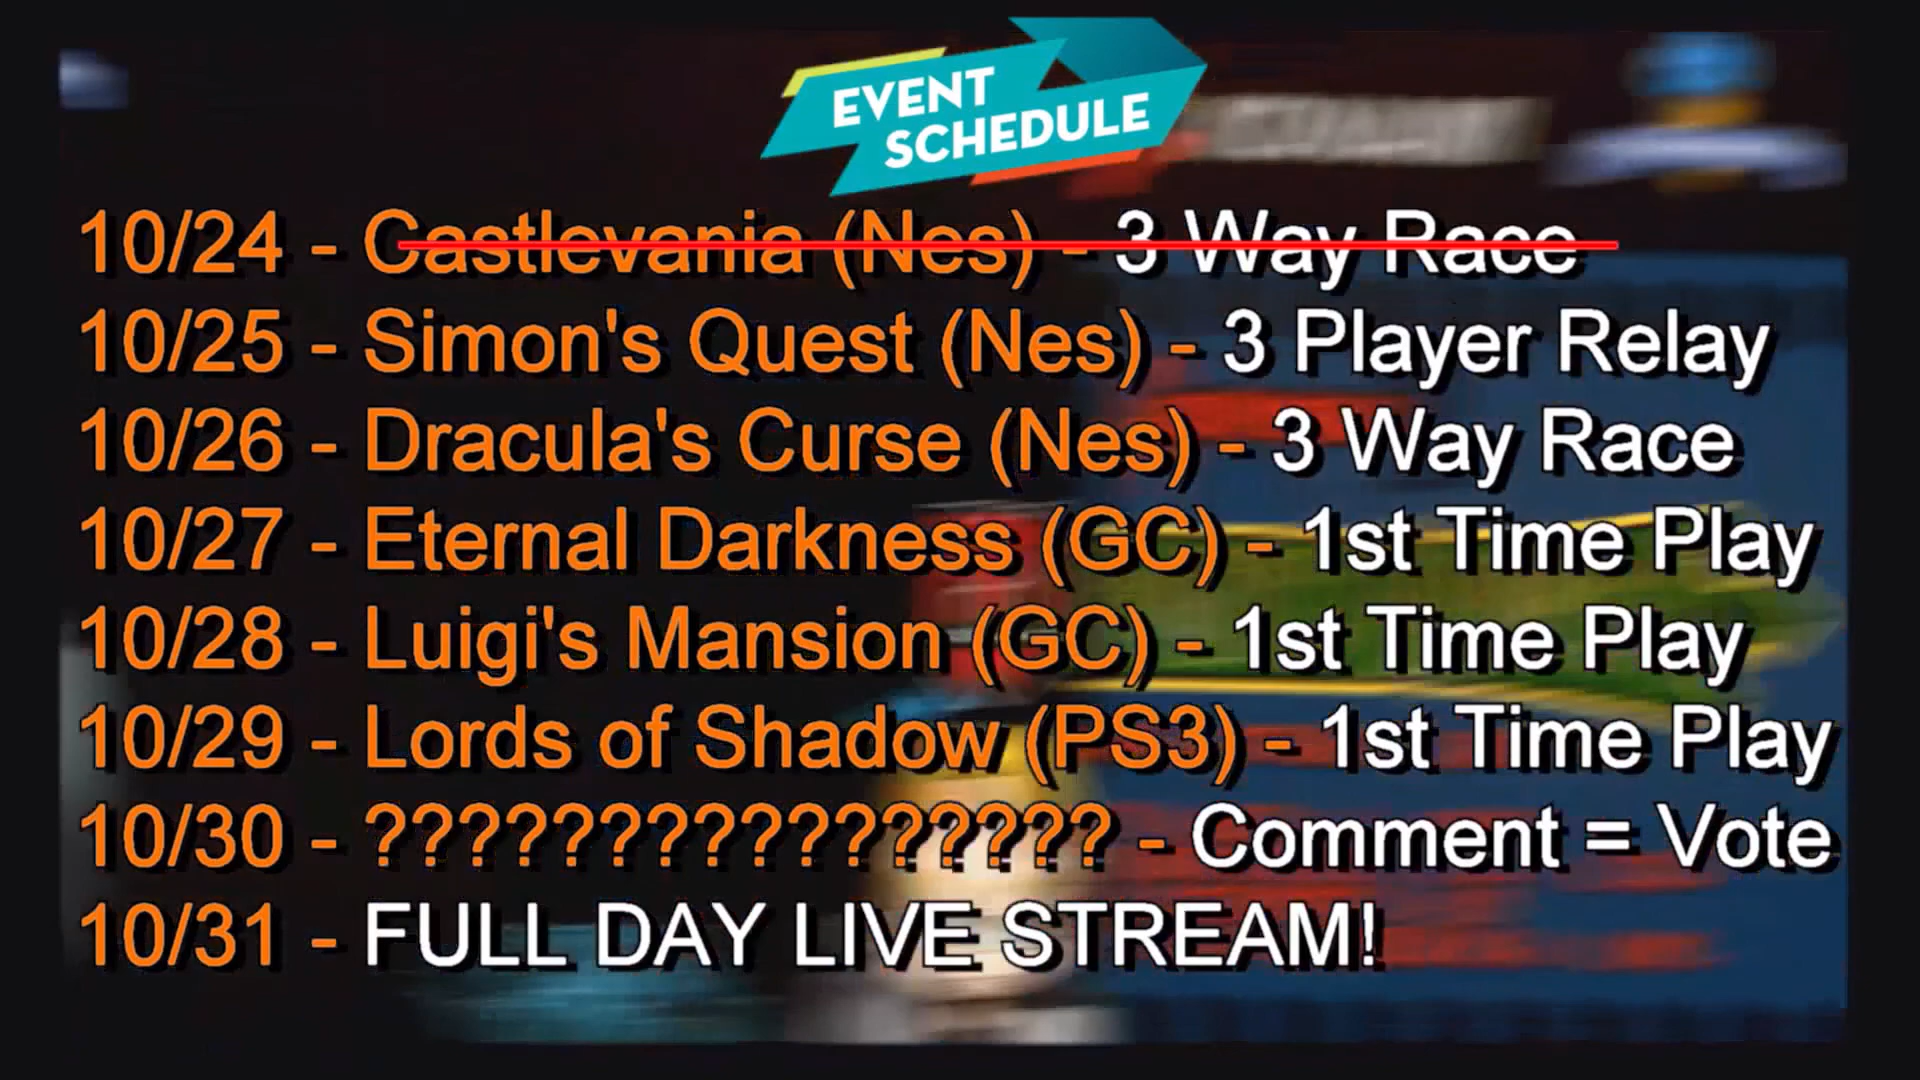 EVENT
SCHEDULE
10/24 - Castlevania (Nes) - 3 Way Race
10/25 - Simon's Quest (Nes) - 3 Player Relay
10/26 - Dracula's Curse (Nes) - 3 Way Race
10/27 - Eternal Darkness (GC) - 1st Time Play
10/28 - Luigi's Mansion (GC) - 1st Time Play
10/29 - Lords of Shadow (PS3) - 1st Time Play
10/30 - ???????????????? - Comment = Vote
10/31 - FULL DAY LIVE STREAM!